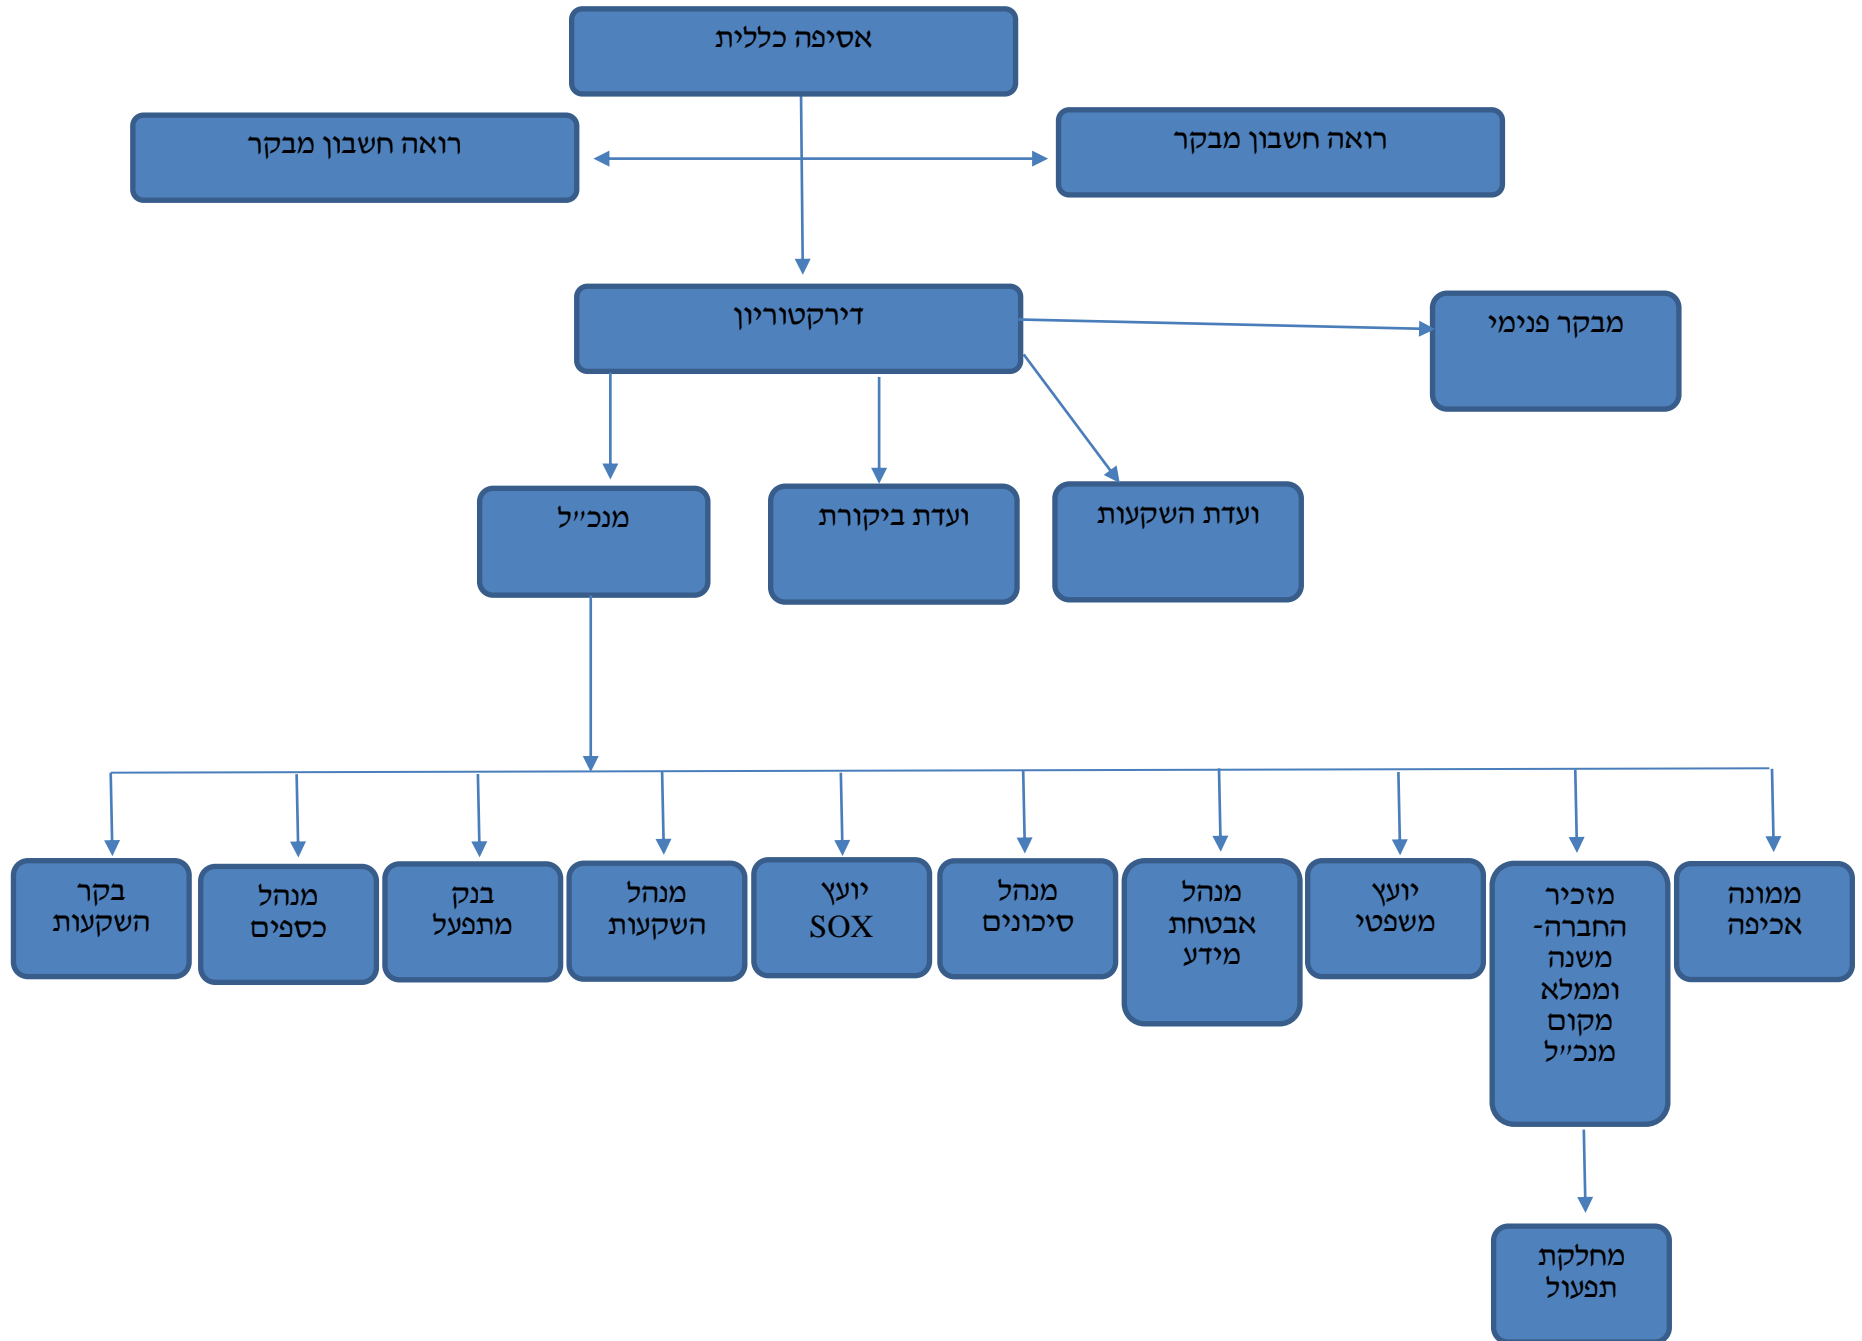 אסיפה כללית
רואה חשבון מבקר
רואה חשבון מבקר
דירקטוריון
מבקר פנימי
ועדת השקעות
ועדת ביקורת
מנכ"ל
ממונה
אכיפה
מזכיר
החברה-
משנה
וממלא
מקום
מנכ"ל
יועץ
משפטי
מנהל
אבטחת
מידע
מנהל
סיכונים
יועץ
SOX
מנהל
השקעות
בנק
מתפעל
מנהל
כספים
בקר
השקעות
מחלקת
תפעול